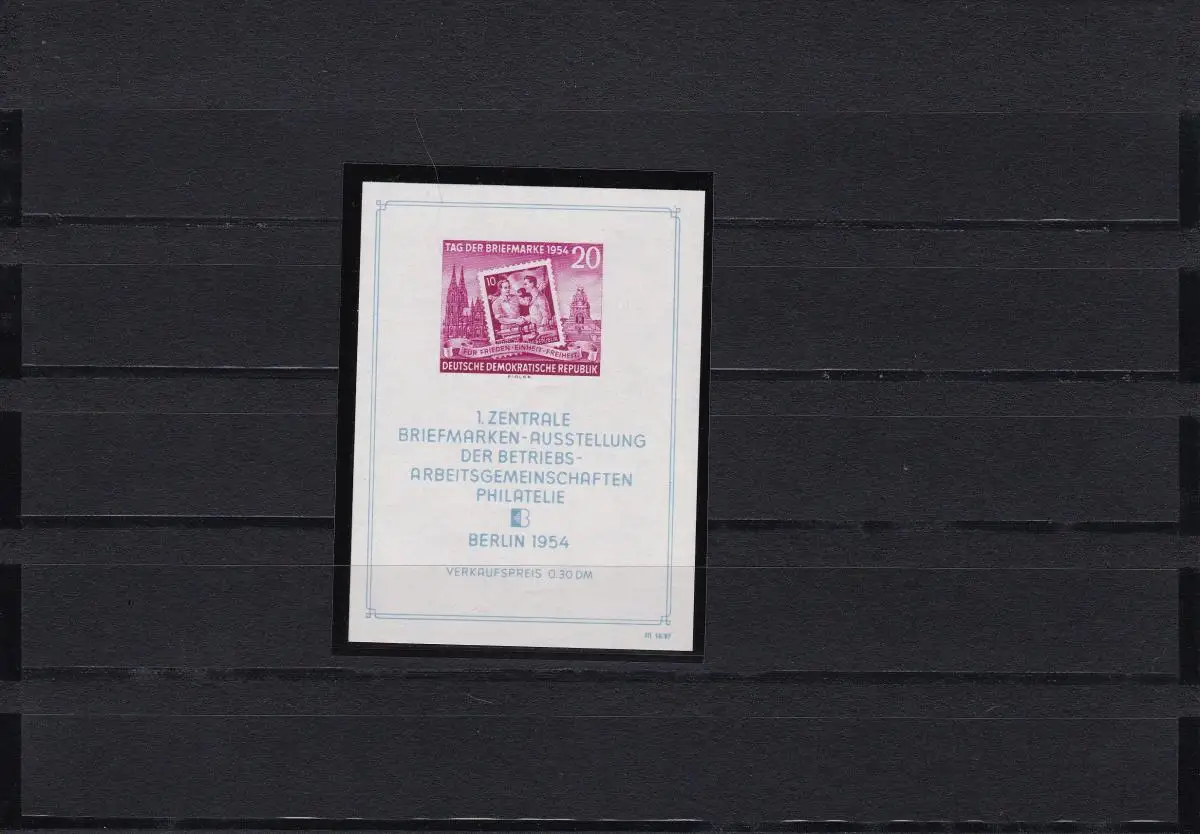 TAG DER BRIEFMARKE 1954 20
10
FÜR FRIEDEN·EINHEIT·FREIHEIT
DEUTSCHE DEMOKRATISCHE REPUBLIK
1. ZENTRALE
BRIEFMARKEN-AUSSTELLUNG
DER BETRIEBS-
ARBEITSGEMEINSCHAFTEN
PHILATELIE
BERLIN 1954
VERKAUFSPREIS 0.30 DM